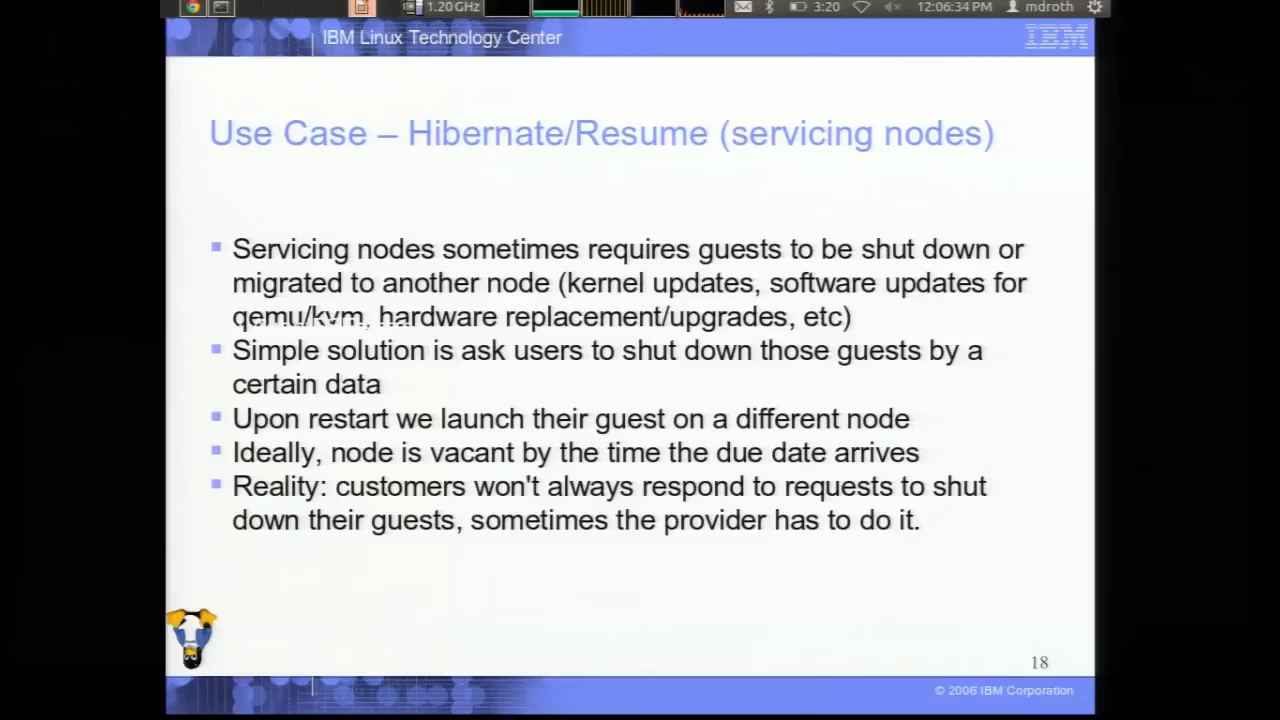 1.20 GHz 3:20 12:06:34 PM mdroth
IBM Linux Technology Center
IBM
Use Case – Hibernate/Resume (servicing nodes)
Servicing nodes sometimes requires guests to be shut down or
migrated to another node (kernel updates, software updates for
qemu/kvm, hardware replacement/upgrades, etc)
Simple solution is ask users to shut down those guests by a
certain data
Upon restart we launch their guest on a different node
Ideally, node is vacant by the time the due date arrives
Reality: customers won't always respond to requests to shut
down their guests, sometimes the provider has to do it.
18
© 2006 IBM Corporation